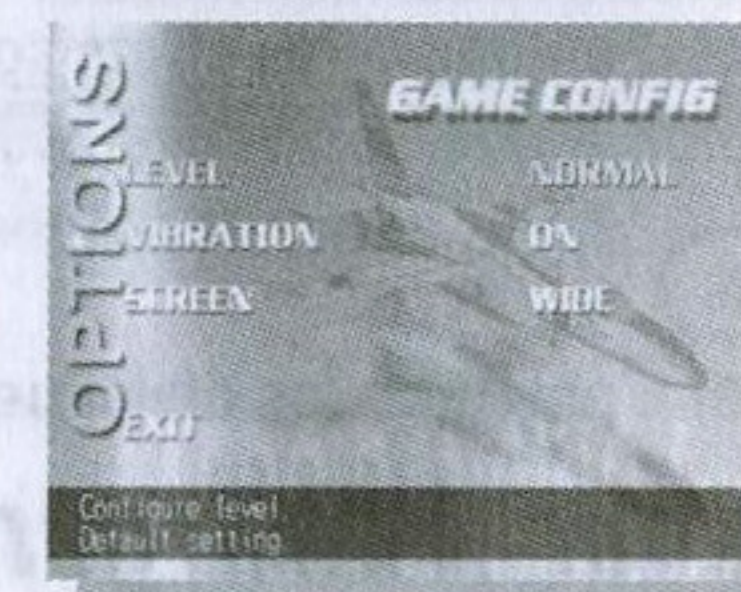 OPTIONS
GAME CONFIG
LEVEL NORMAL
VIBRATION ON
SCREEN WIDE
EXIT
Configure level.
Default setting